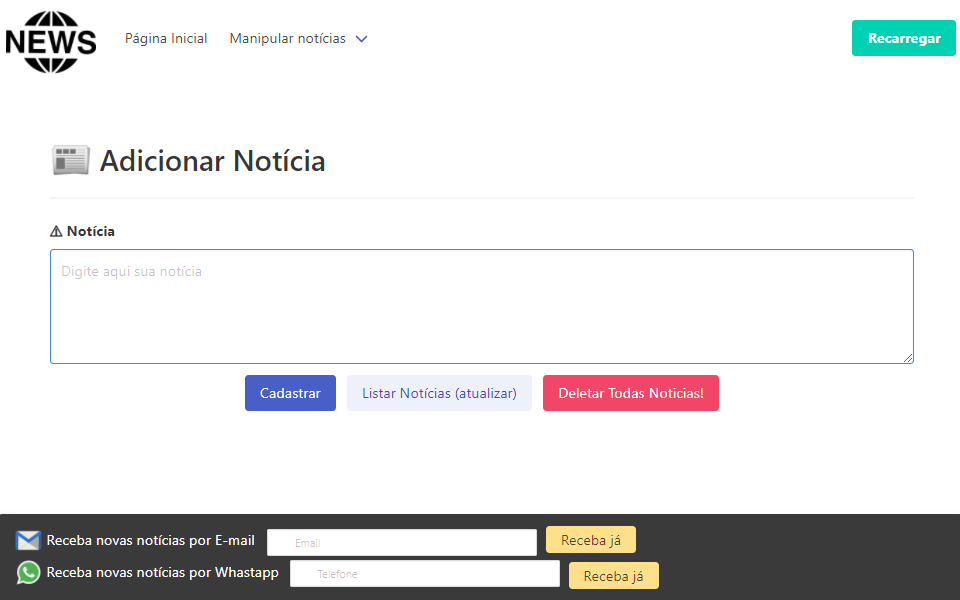 NEWS
Página Inicial Manipular notícias Recarregar
Adicionar Notícia
Notícia
Digite aqui sua notícia
Cadastrar Listar Notícias (atualizar) Deletar Todas Noticias!
Receba novas notícias por E-mail Email Receba já
Receba novas notícias por Whastapp Telefone Receba já